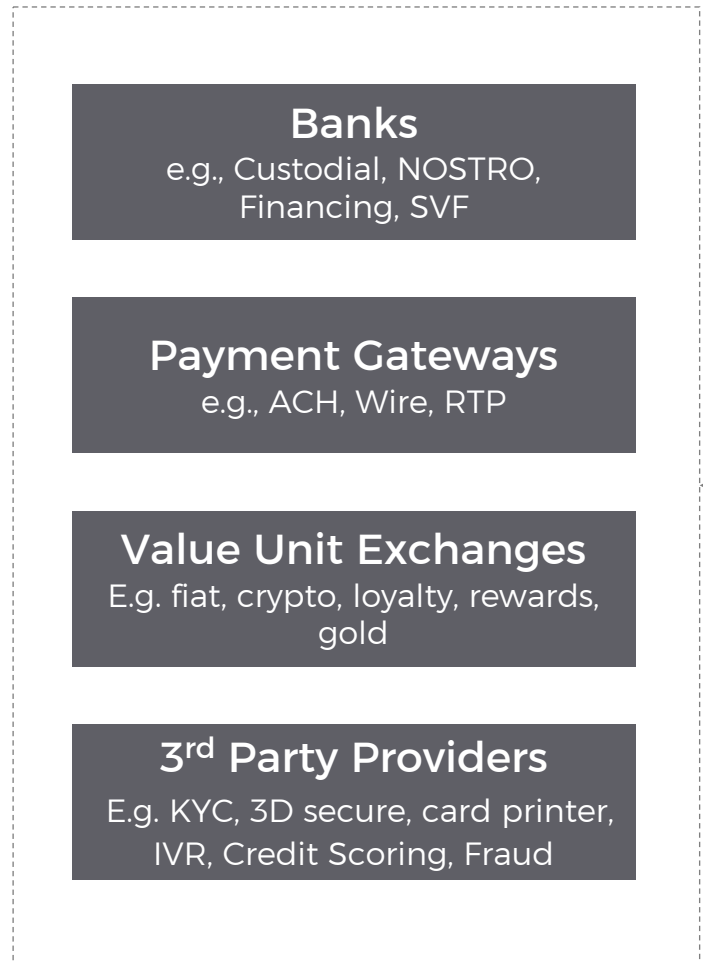 Banks
e.g., Custodial, NOSTRO,
Financing, SVF
Payment Gateways
e.g., ACH, Wire, RTP
Value Unit Exchanges
E.g. fiat, crypto, loyalty, rewards,
gold
3rd Party Providers
E.g. KYC, 3D secure, card printer,
IVR, Credit Scoring, Fraud